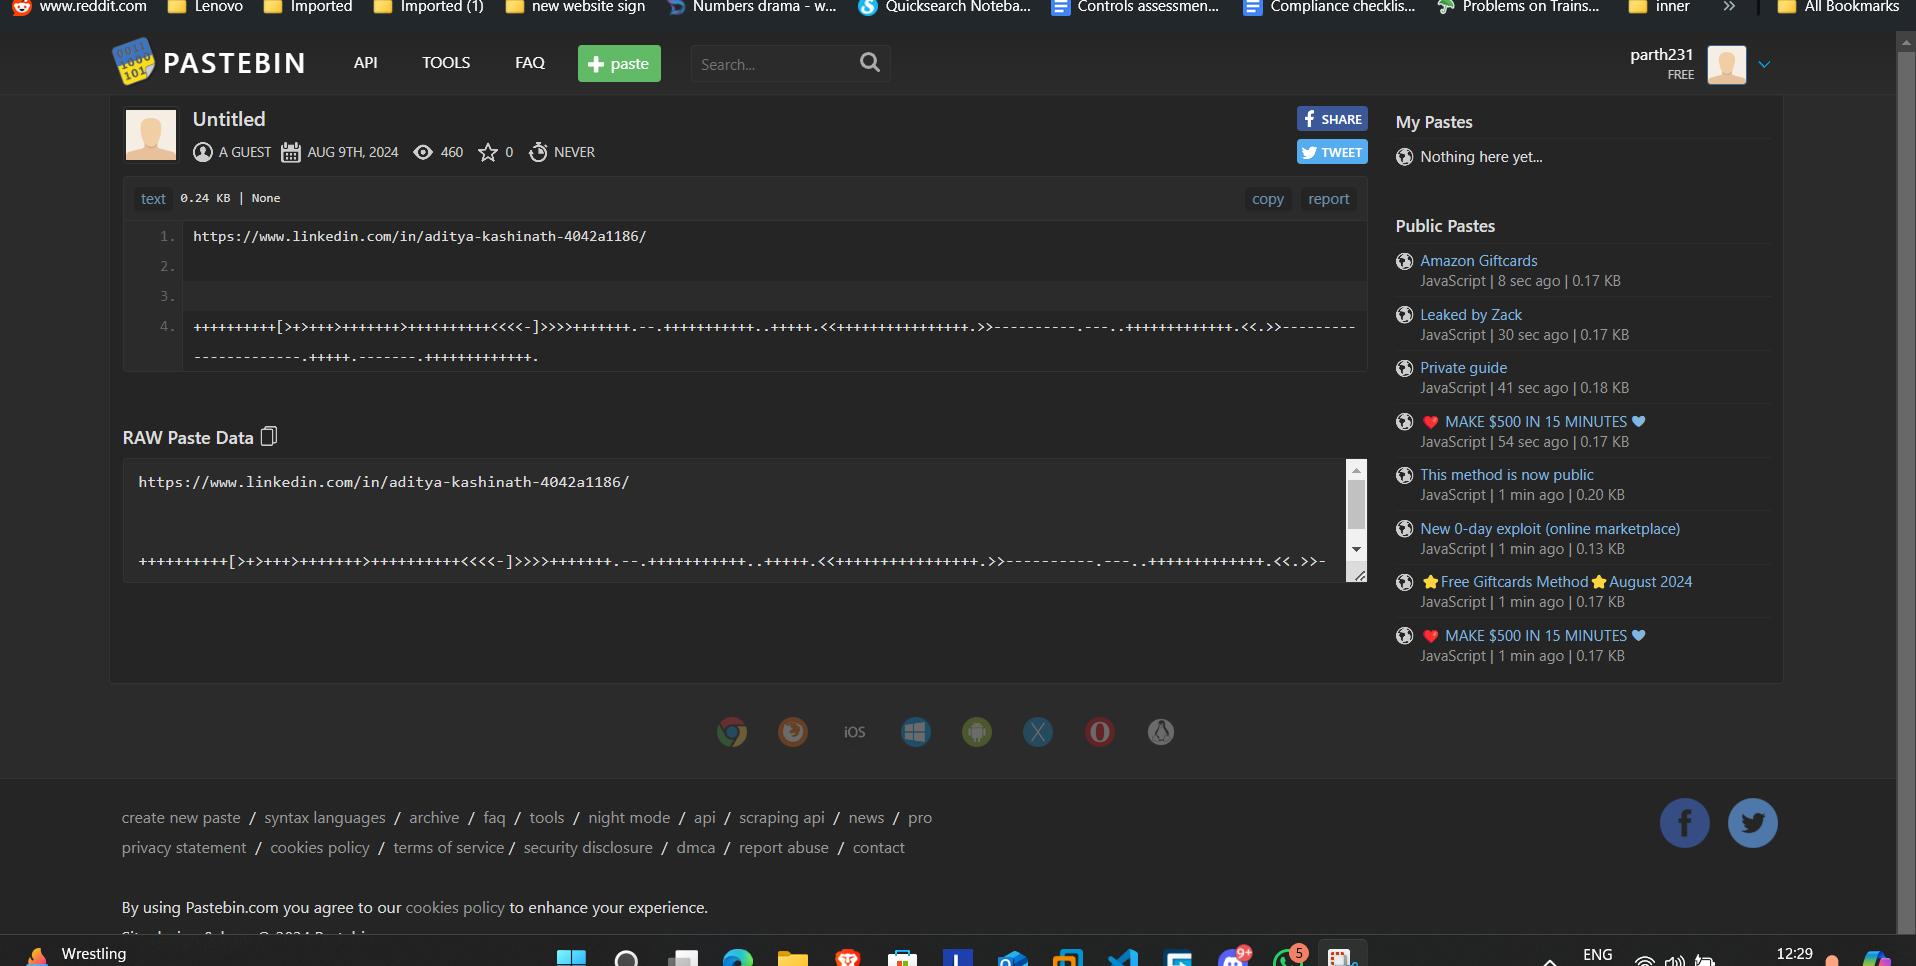 www.reddit.com Lenovo Imported Imported (1) new website sign Numbers drama - w... Quicksearch Noteba... Controls assessmen... Compliance checklis... Problems on Trains... inner » All Bookmarks
PASTEBIN API TOOLS FAQ + paste Search... parth231
FREE
Untitled
A GUEST AUG 9TH, 2024 460 0 NEVER
SHARE
TWEET
text 0.24 KB | None copy report
1. https://www.linkedin.com/in/aditya-kashinath-4042a1186/
2.
3.
4. ++++++++++[>+>+++>+++++++>++++++++++<<<<-]>>>>+++++++.--.+++++++++++..+++++.<<++++++++++++++++.>>----------.---..+++++++++++++.<<.>>---------
--------------------.+++++.-------.+++++++++++++.
RAW Paste Data
https://www.linkedin.com/in/aditya-kashinath-4042a1186/
++++++++++[>+>+++>+++++++>++++++++++<<<<-]>>>>+++++++.--.+++++++++++..+++++.<<++++++++++++++++.>>----------.---..+++++++++++++.<<.>>-
My Pastes
Nothing here yet...
Public Pastes
Amazon Giftcards
JavaScript | 8 sec ago | 0.17 KB
Leaked by Zack
JavaScript | 30 sec ago | 0.17 KB
Private guide
JavaScript | 41 sec ago | 0.18 KB
MAKE $500 IN 15 MINUTES
JavaScript | 54 sec ago | 0.17 KB
This method is now public
JavaScript | 1 min ago | 0.20 KB
New 0-day exploit (online marketplace)
JavaScript | 1 min ago | 0.13 KB
Free Giftcards Method August 2024
JavaScript | 1 min ago | 0.17 KB
MAKE $500 IN 15 MINUTES
JavaScript | 1 min ago | 0.17 KB
iOS
create new paste / syntax languages / archive / faq / tools / night mode / api / scraping api / news / pro
privacy statement / cookies policy / terms of service / security disclosure / dmca / report abuse / contact
By using Pastebin.com you agree to our cookies policy to enhance your experience.
Wrestling 9+ 5 ENG 12:29